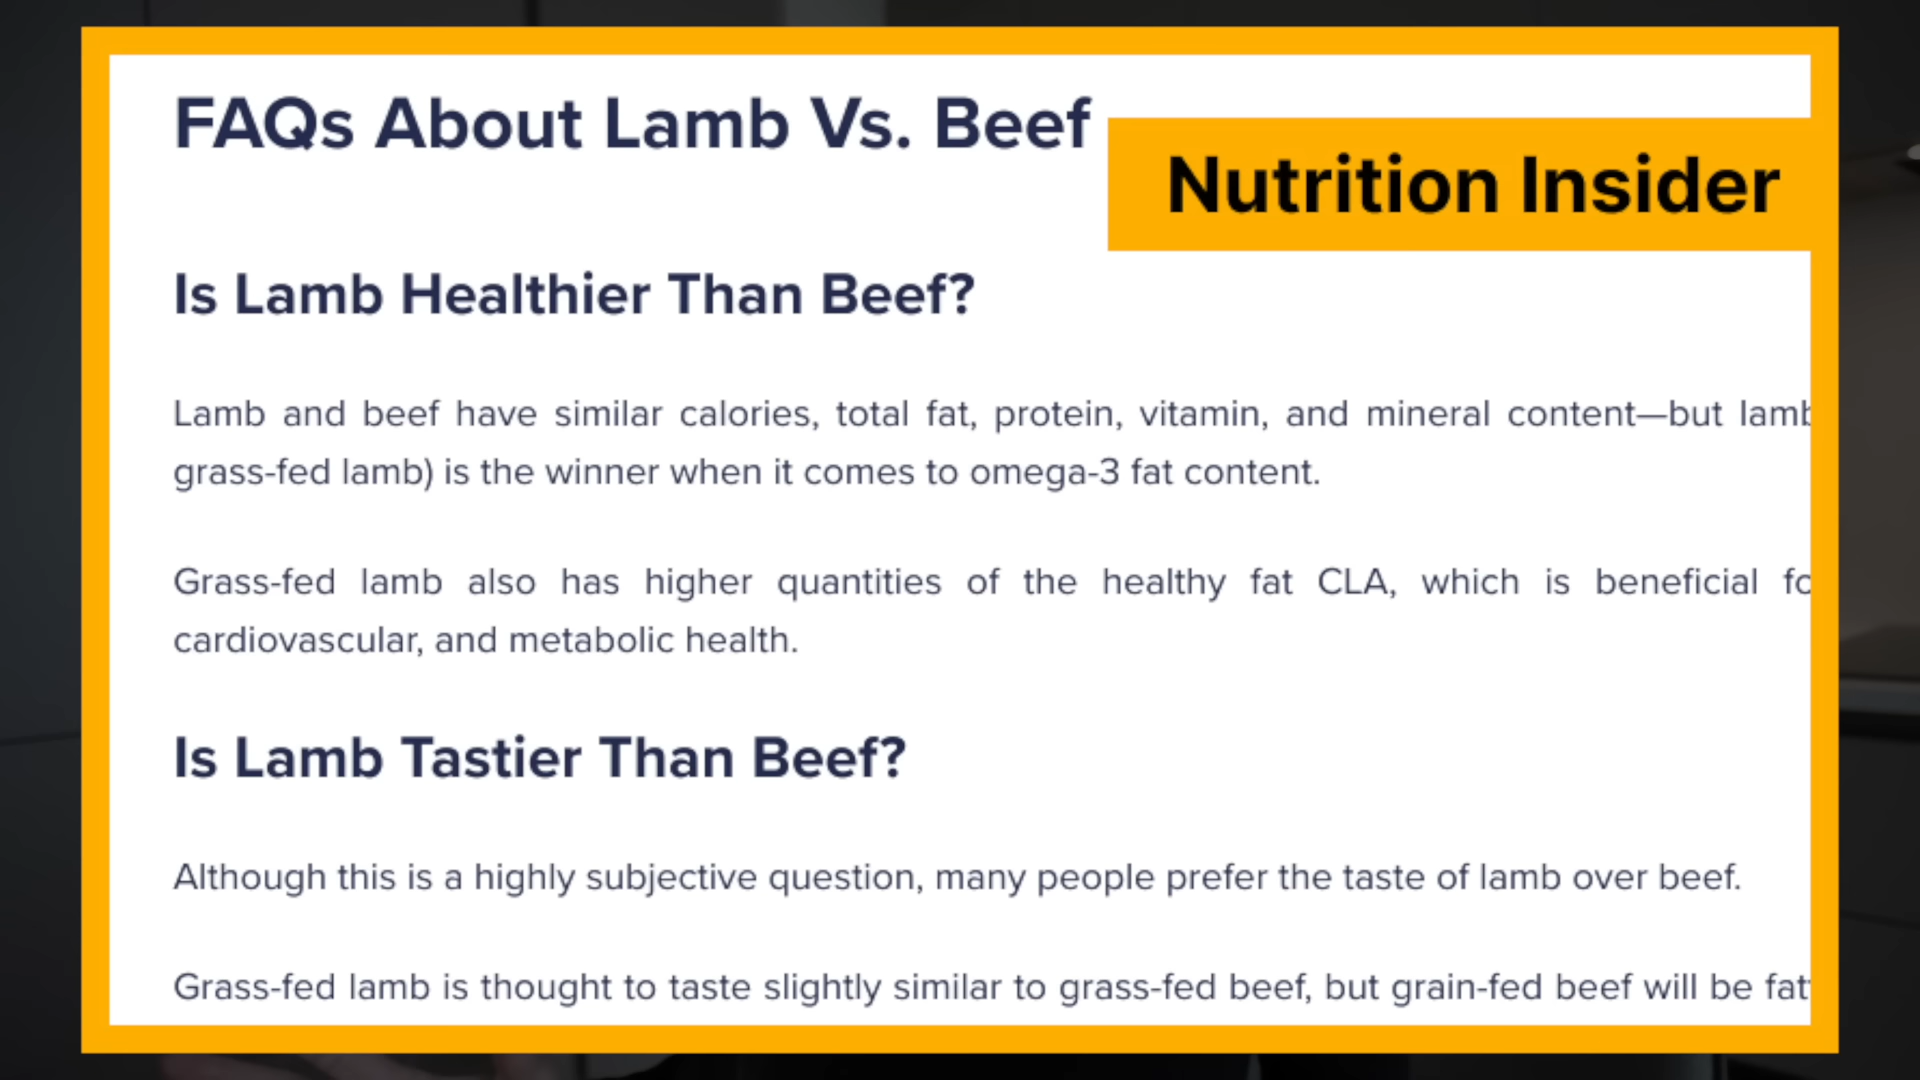 FAQs About Lamb Vs. Beef
Nutrition Insider
Is Lamb Healthier Than Beef?
Lamb and beef have similar calories, total fat, protein, vitamin, and mineral content—but lamb
grass-fed lamb) is the winner when it comes to omega-3 fat content.
Grass-fed lamb also has higher quantities of the healthy fat CLA, which is beneficial
cardiovascular, and metabolic health.
Is Lamb Tastier Than Beef?
Although this is a highly subjective question, many people prefer the taste of lamb over beef.
Grass-fed lamb is thought to taste slightly similar to grass-fed beef, but grain-fed beef will be